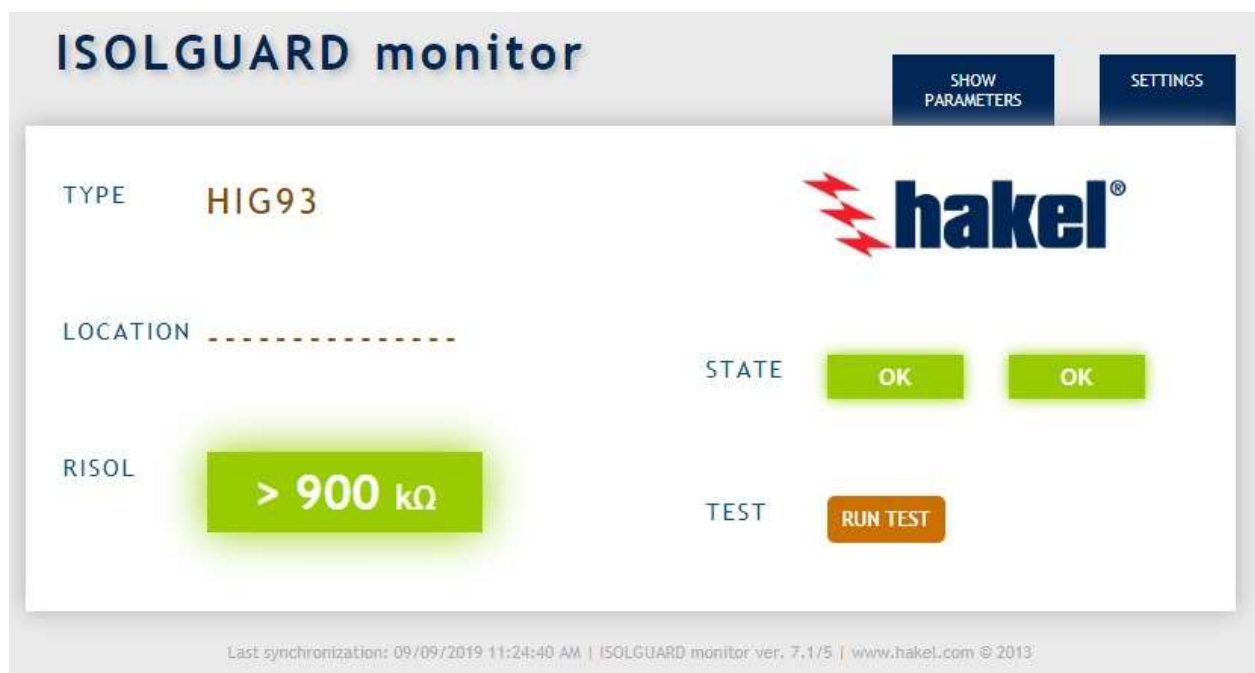 ISOLGUARD monitor
SHOW
PARAMETERS
SETTINGS
TYPE HIG93
hakel®
LOCATION ---------------
STATE OK OK
RISOL > 900 kΩ
TEST RUN TEST
Last synchronization: 09/09/2019 11:24:40 AM | ISOLGUARD monitor ver. 7.1/5 | www.hakel.com © 2013